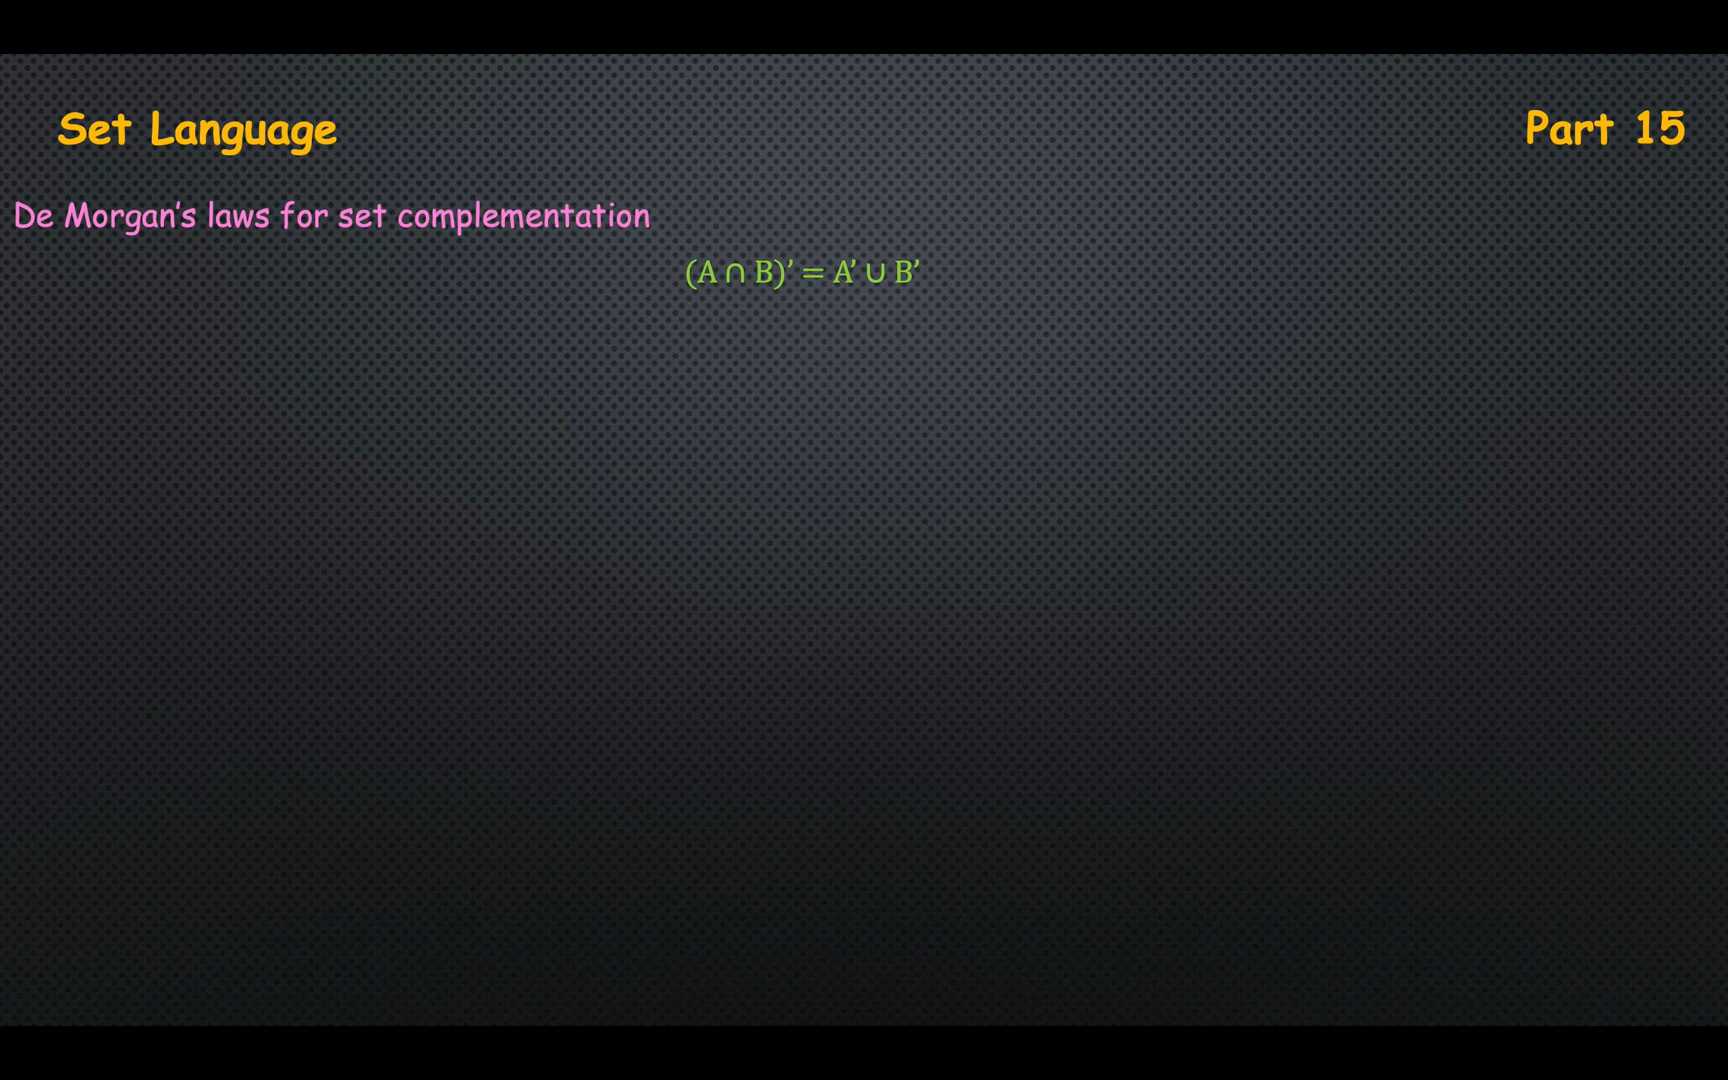 Set Language
Part 15
De Morgan's laws for set complementation
(A ∩ B)’ = A’ ∪ B’